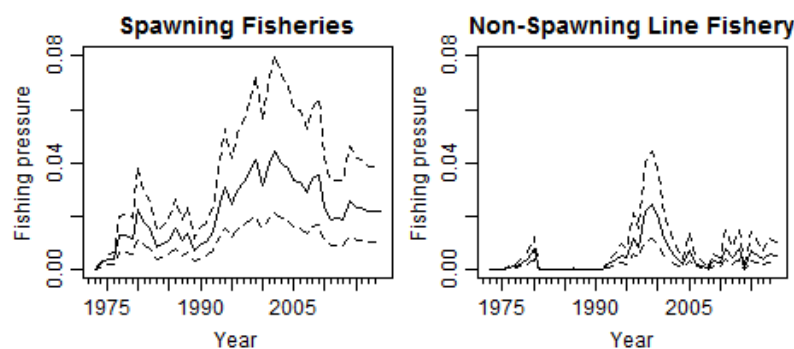 Spawning Fisheries
Fishing pressure
0.08
0.04
0.00
1975 1990 2005
Year
Non-Spawning Line Fishery
Fishing pressure
0.08
0.04
0.00
1975 1990 2005
Year